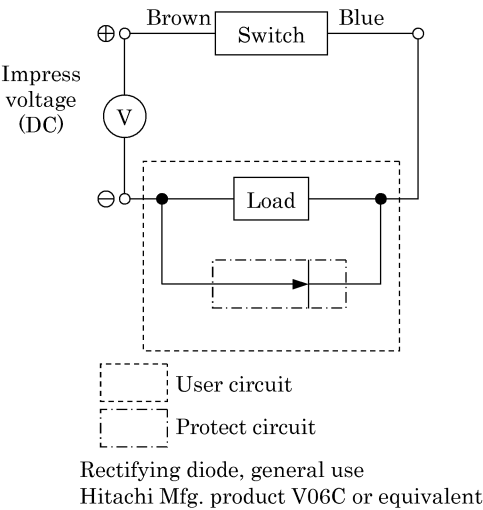 Brown
Blue
⊕
Switch
Impress
voltage
(DC)
V
⊖
Load
User circuit
Protect circuit
Rectifying diode, general use
Hitachi Mfg. product V06C or equivalent